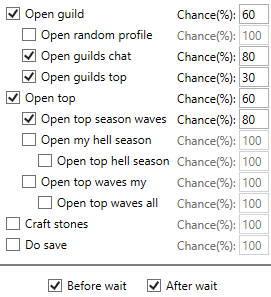 Open guild Chance(%): 60
Open random profile Chance(%): 100
Open guilds chat Chance(%): 80
Open guilds top Chance(%): 30
Open top Chance(%): 60
Open top season waves Chance(%): 80
Open my hell season Chance(%): 100
Open top hell season Chance(%): 100
Open top waves my Chance(%): 100
Open top waves all Chance(%): 100
Craft stones Chance(%): 100
Do save Chance(%): 100
Before wait After wait